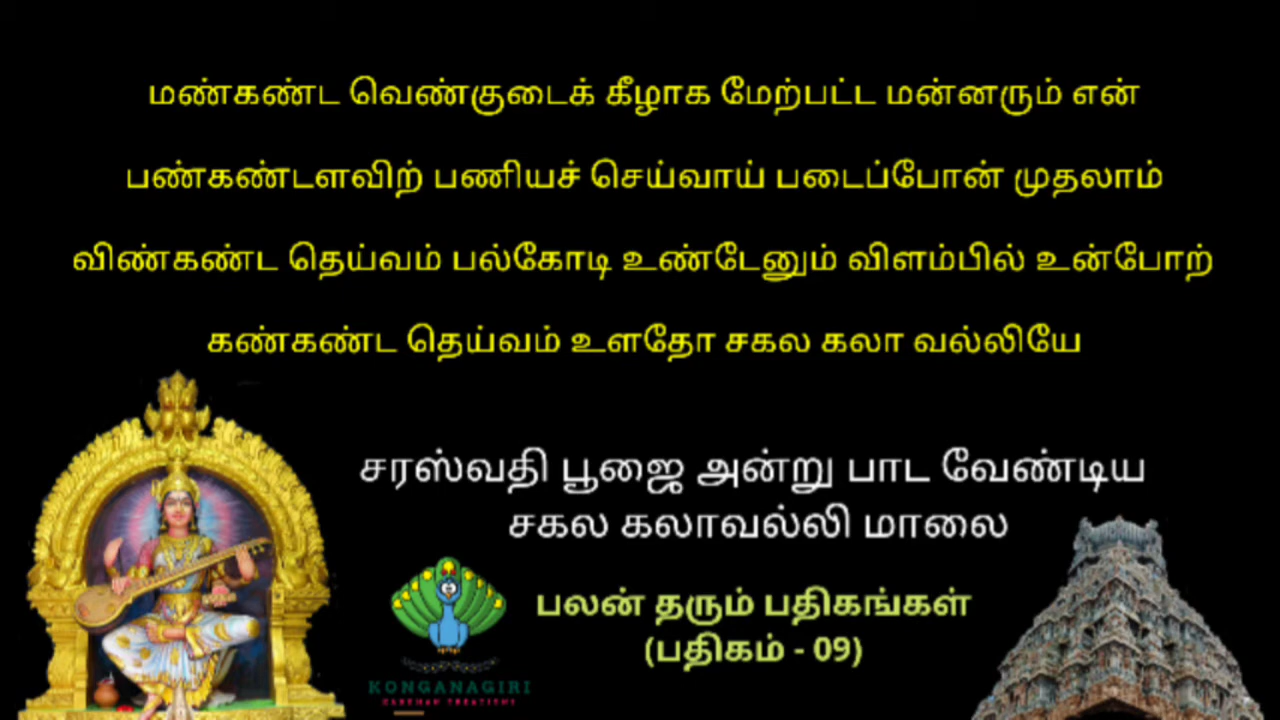 மண்கண்ட வெண்குடைக் கீழாக மேற்பட்ட மன்னரும் என்
பண்கண்டளவிற் பணியச் செய்வாய் படைப்போன் முதலாம்
விண்கண்ட தெய்வம் பல்கோடி உண்டேனும் விளம்பில் உன்போற்
கண்கண்ட தெய்வம் உளதோ சகல கலா வல்லியே
சரஸ்வதி பூஜை அன்று பாட வேண்டிய
சகல கலாவல்லி மாலை
பலன் தரும் பதிகங்கள்
(பதிகம் - 09)
KONGANAGIRI